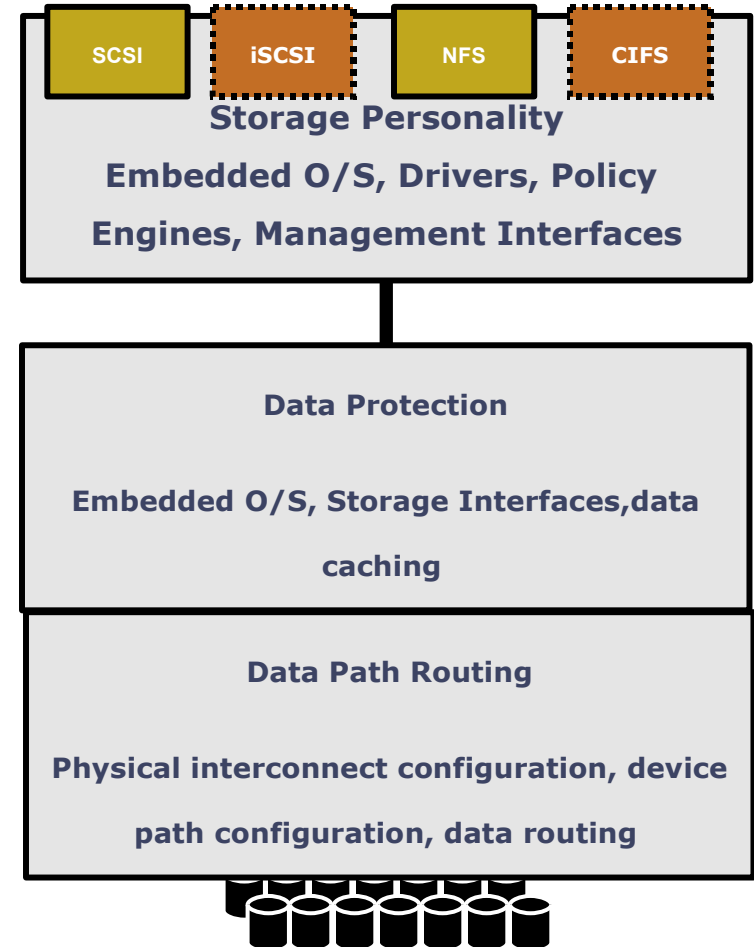 SCSI
iSCSI
NFS
CIFS
Storage Personality
Embedded O/S, Drivers, Policy
Engines, Management Interfaces
Data Protection
Embedded O/S, Storage Interfaces,data
caching
Data Path Routing
Physical interconnect configuration, device
path configuration, data routing